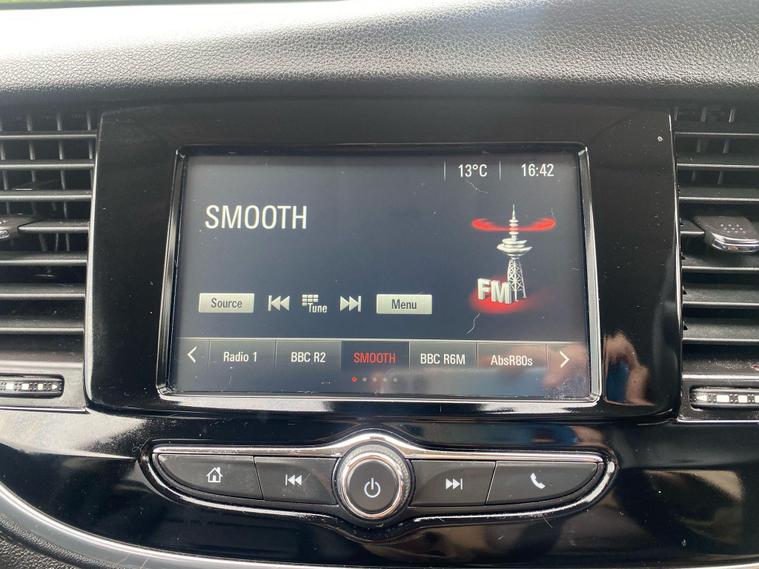 13°C 16:42
SMOOTH
FM
Source Tune Menu
Radio 1 BBC R2 SMOOTH BBC R6M AbsR80s